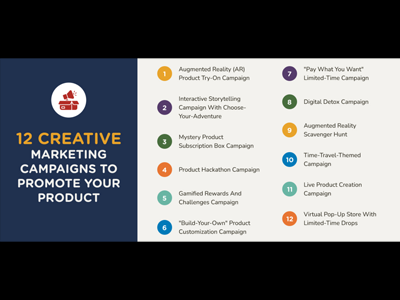 12 CREATIVE
MARKETING
CAMPAIGNS TO
PROMOTE YOUR
PRODUCT
1
Augmented Reality (AR)
Product Try-On Campaign
2
Interactive Storytelling
Campaign With Choose-
Your-Adventure
3
Mystery Product
Subscription Box Campaign
4
Product Hackathon Campaign
5
Gamified Rewards And
Challenges Campaign
6
"Build-Your-Own" Product
Customization Campaign
7
"Pay What You Want"
Limited-Time Campaign
8
Digital Detox Campaign
9
Augmented Reality
Scavenger Hunt
10
Time-Travel-Themed
Campaign
11
Live Product Creation
Campaign
12
Virtual Pop-Up Store With
Limited-Time Drops